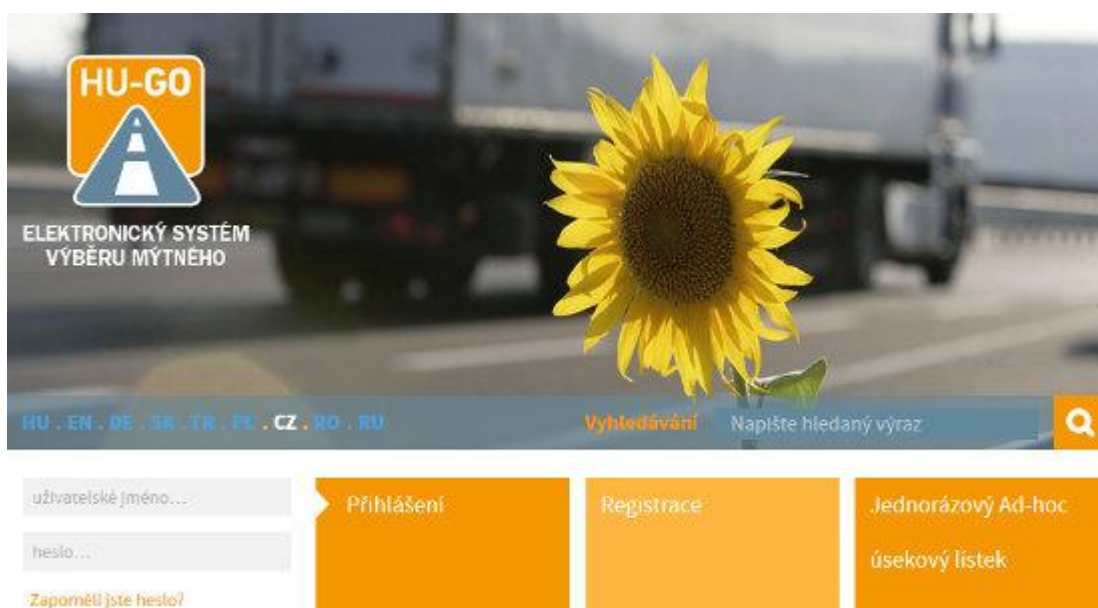 HU-GO
ELEKTRONICKÝ SYSTÉM
VÝBĚRU MÝTNÉHO
HU . EN . DE . SK . TR . PL . CZ . RO . RU
Vyhledávání
Napište hledaný výraz
uživatelské jméno...
Přihlášení
Registrace
Jednorázový Ad-hoc
úsekový lístek
heslo...
Zapomněli jste heslo?